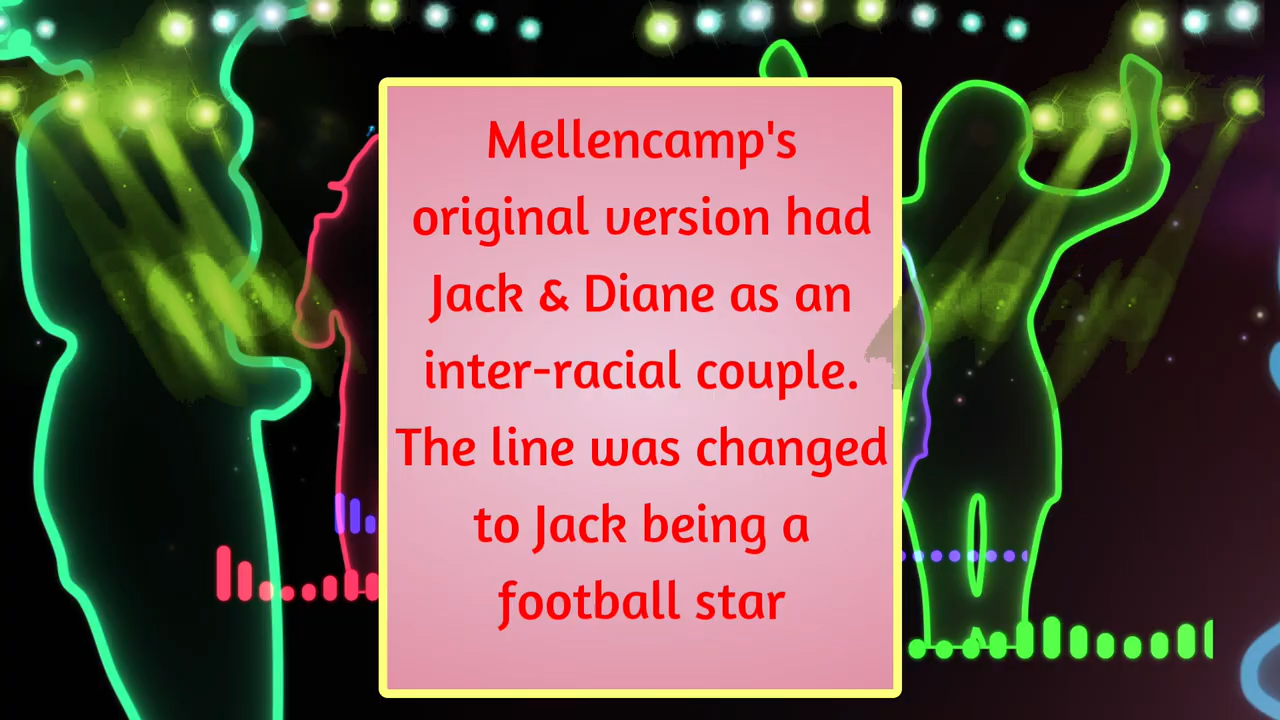 Mellencamp's
original version had
Jack & Diane as an
inter-racial couple.
The line was changed
to Jack being a
football star